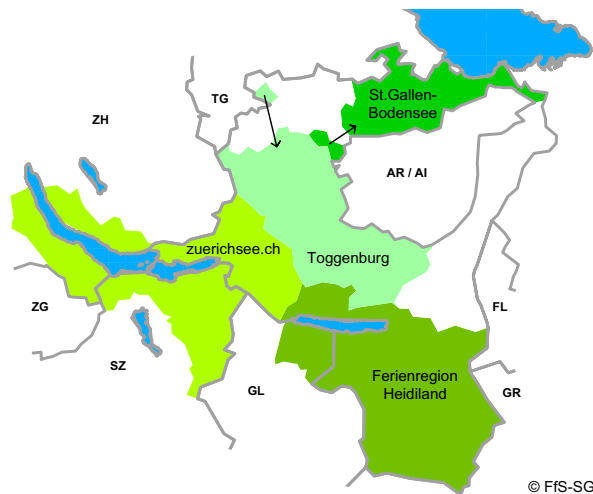 St.Gallen-
Bodensee
TG
ZH
AR / AI
zuerichsee.ch
Toggenburg
ZG
FL
SZ
Ferienregion
Heidiland
GL
GR
© FfS-SG